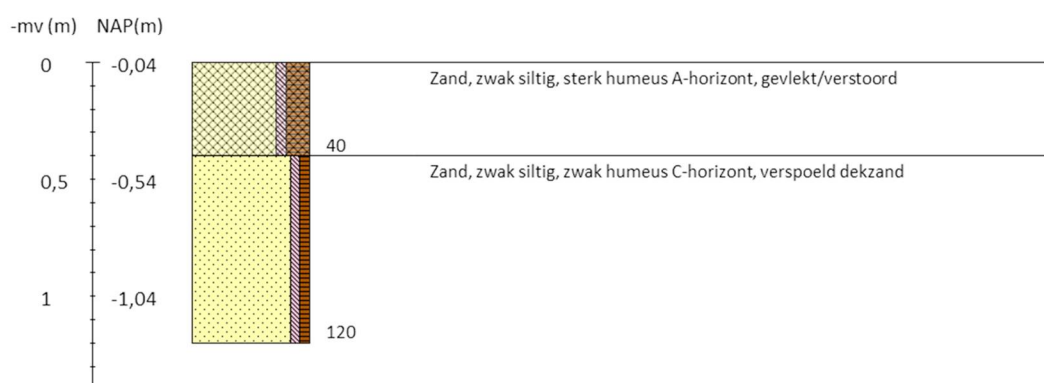 -mv (m) NAP(m)
0 -0,04
Zand, zwak siltig, sterk humeus A-horizont, gevlekt/verstoord
40
Zand, zwak siltig, zwak humeus C-horizont, verspoeld dekzand
0,5 -0,54
1 -1,04
120